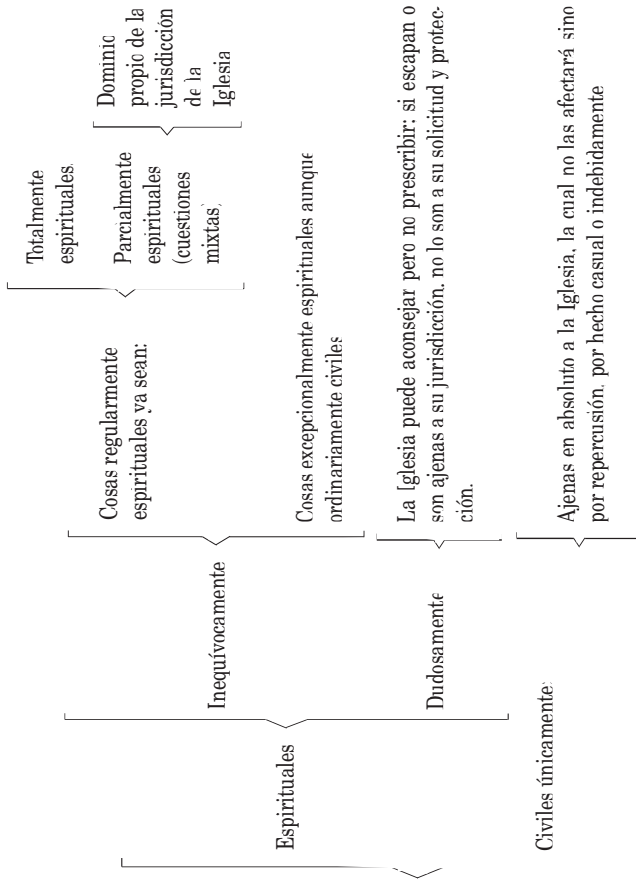 Espirituales
Inequívocamente
Cosas regularmente
espirituales ya sean:
Totalmente
espirituales.
Parcialmente
espirituales
(cuestiones
mixtas)
Dominio
propio de la
jurisdicción
de la
Iglesia
Cosas excepcionalmente espirituales aunque
ordinariamente civiles
Dudosamente
La Iglesia puede aconsejar pero no prescribir: si escapan o
son ajenas a su jurisdicción, no lo son a su solicitud y protec-
ción.
Civiles únicamente:
Ajenas en absoluto a la Iglesia, la cual no las afectará sino
por repercusión, por hecho casual o indebidamente